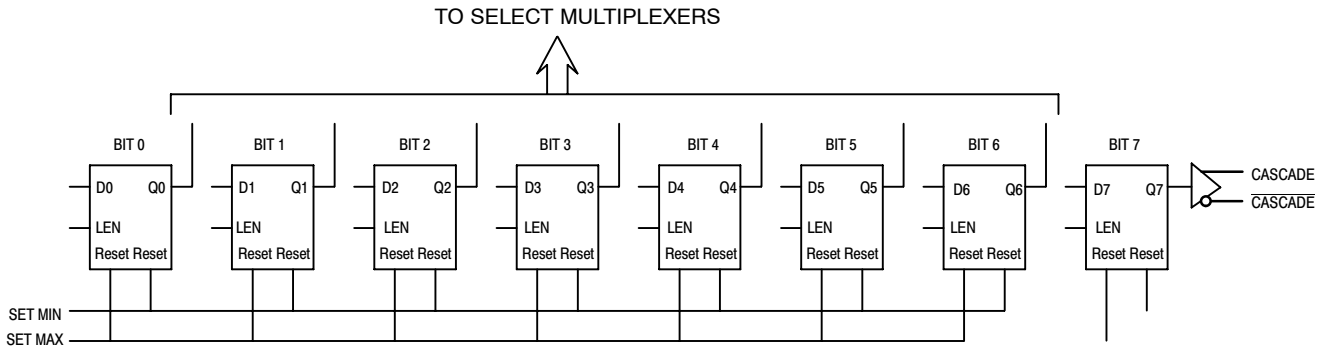 TO SELECT MULTIPLEXERS
BIT 0 BIT 1 BIT 2 BIT 3 BIT 4 BIT 5 BIT 6 BIT 7
D0 Q0 D1 Q1 D2 Q2 D3 Q3 D4 Q4 D5 Q5 D6 Q6 D7 Q7 CASCADE
CASCADE
LEN LEN LEN LEN LEN LEN LEN LEN
Reset Reset Reset Reset Reset Reset Reset Reset Reset Reset Reset Reset Reset Reset Reset Reset
SET MIN
SET MAX